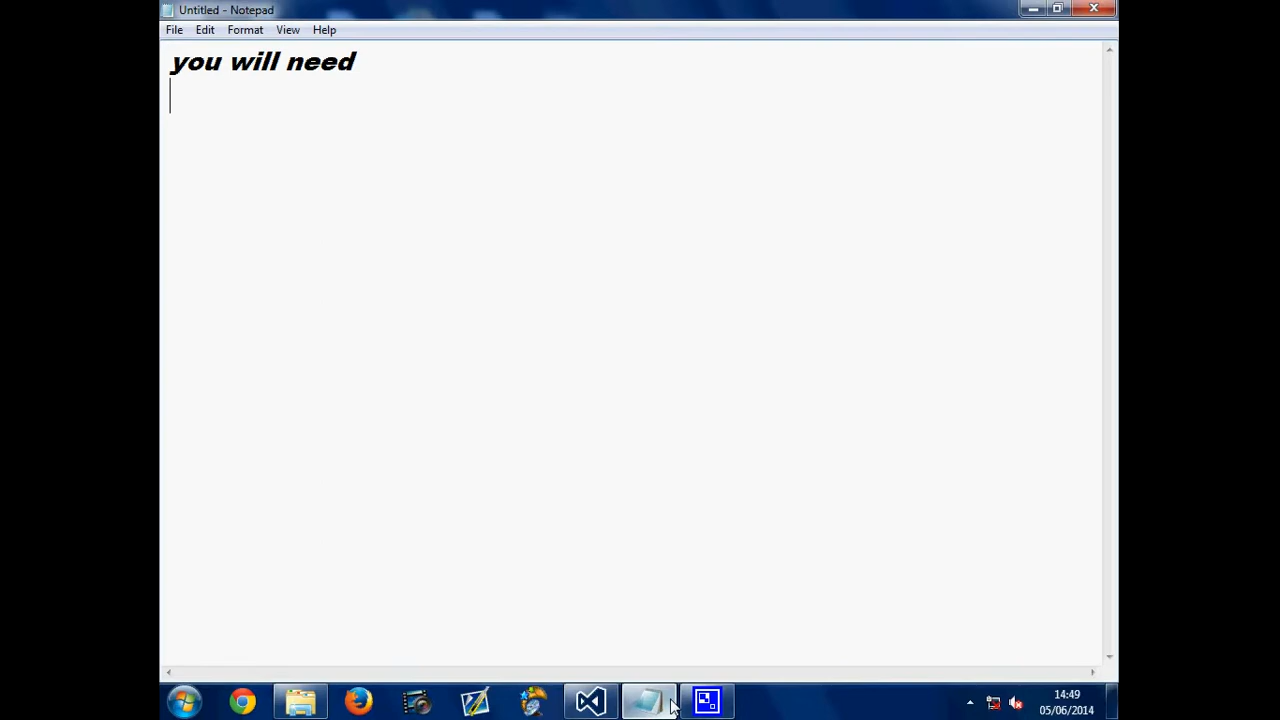 Untitled - Notepad
File Edit Format View Help
you will need
14:49
05/06/2014